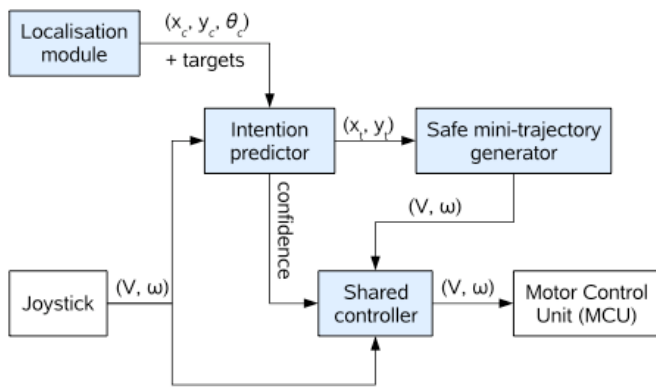 Localisation
module
(x_c, y_c, θ_c)
+ targets
Intention
predictor
(x_t, y_t)
Safe mini-trajectory
generator
confidence
(V, ω)
Joystick
(V, ω)
Shared
controller
(V, ω)
Motor Control
Unit (MCU)